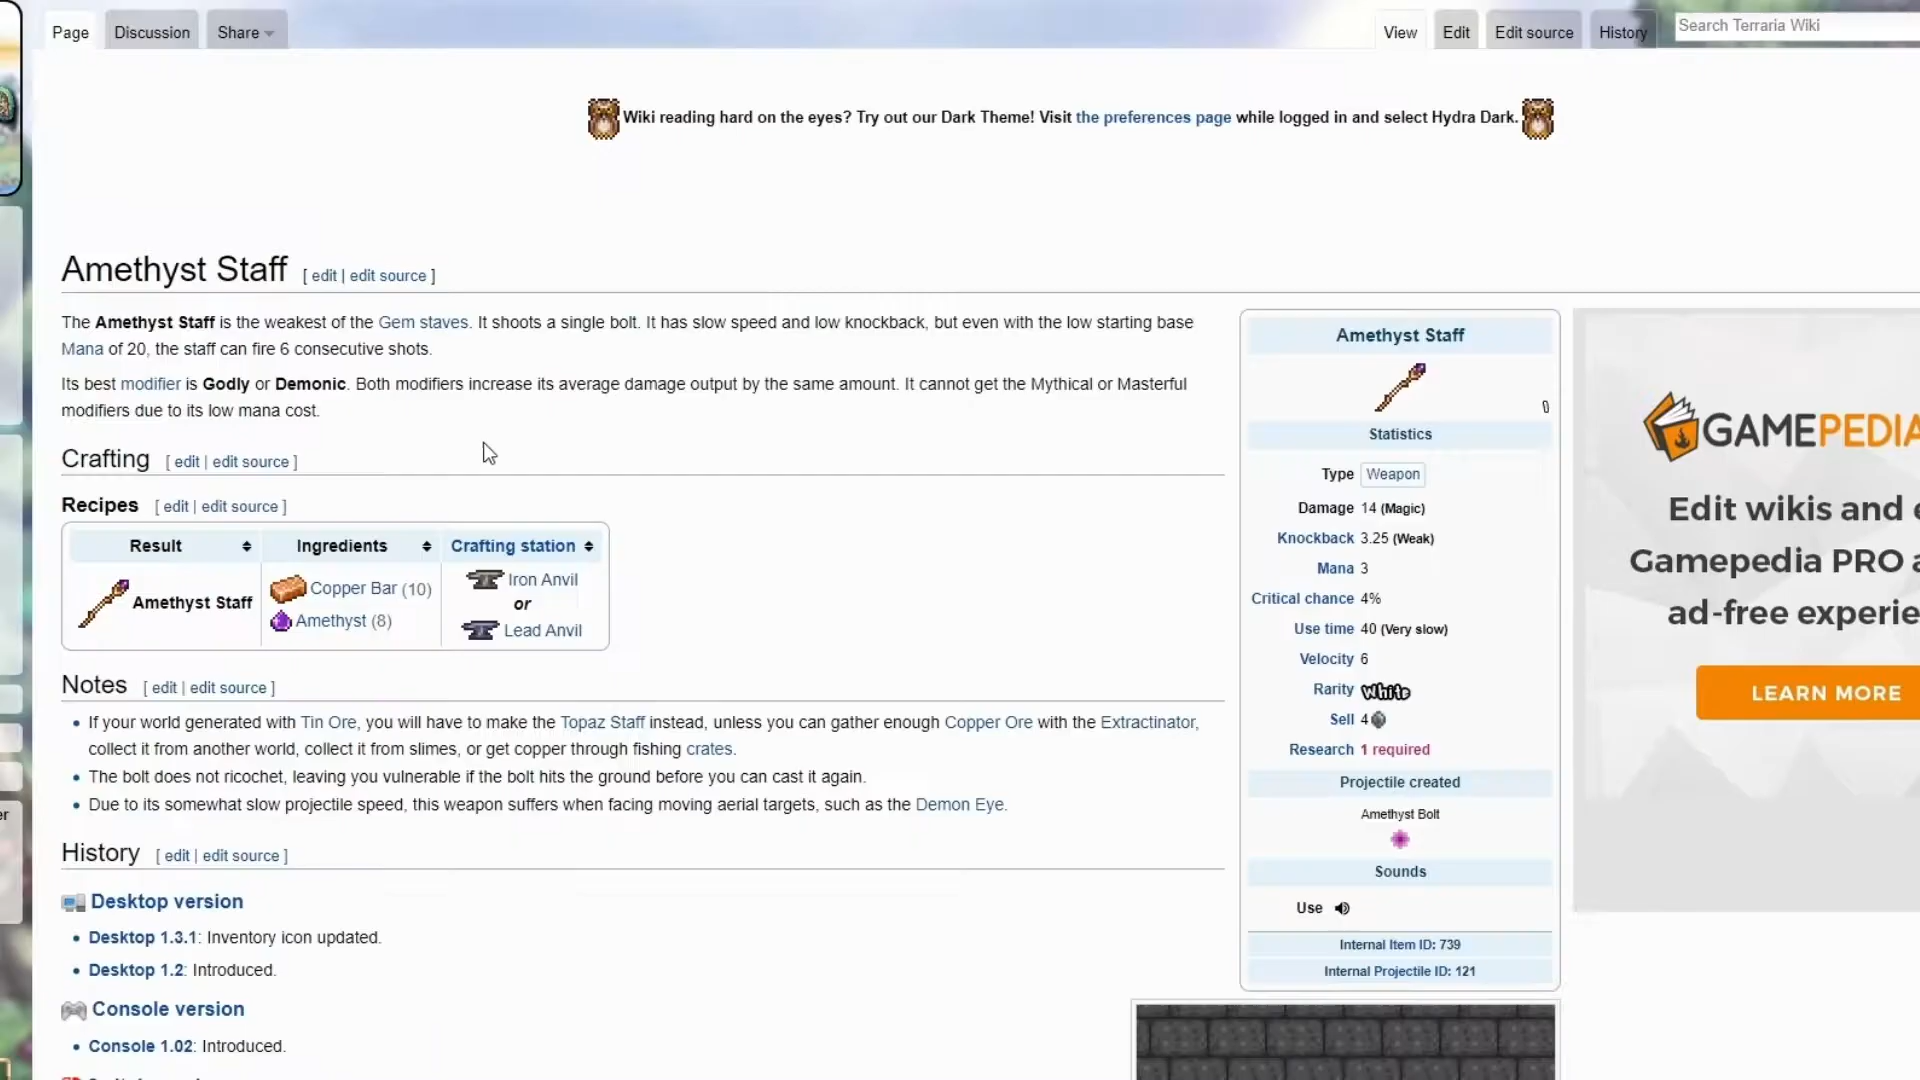 Page
Discussion
Share
View
Edit
Edit source
History
Search Terraria Wiki
Wiki reading hard on the eyes? Try out our Dark Theme! Visit the preferences page while logged in and select Hydra Dark.
Amethyst Staff [ edit | edit source ]
The Amethyst Staff is the weakest of the Gem staves. It shoots a single bolt. It has slow speed and low knockback, but even with the low starting base
Mana of 20, the staff can fire 6 consecutive shots.
Its best modifier is Godly or Demonic. Both modifiers increase its average damage output by the same amount. It cannot get the Mythical or Masterful
modifiers due to its low mana cost.
Crafting [ edit | edit source ]
Recipes [ edit | edit source ]
Result Ingredients Crafting station
Amethyst Staff
Copper Bar (10)
Amethyst (8)
Iron Anvil
or
Lead Anvil
Notes [ edit | edit source ]
• If your world generated with Tin Ore, you will have to make the Topaz Staff instead, unless you can gather enough Copper Ore with the Extractinator,
collect it from another world, collect it from slimes, or get copper through fishing crates.
• The bolt does not ricochet, leaving you vulnerable if the bolt hits the ground before you can cast it again.
• Due to its somewhat slow projectile speed, this weapon suffers when facing moving aerial targets, such as the Demon Eye.
History [ edit | edit source ]
Desktop version
• Desktop 1.3.1: Inventory icon updated.
• Desktop 1.2: Introduced.
Console version
• Console 1.02: Introduced.
Amethyst Staff
Statistics
Type Weapon
Damage 14 (Magic)
Knockback 3.25 (Weak)
Mana 3
Critical chance 4%
Use time 40 (Very slow)
Velocity 6
Rarity White
Sell 4
Research 1 required
Projectile created
Amethyst Bolt
Sounds
Use
Internal Item ID: 739
Internal Projectile ID: 121
GAMEPEDIA
Edit wikis and e
Gamepedia PRO a
ad-free experie
LEARN MORE
er